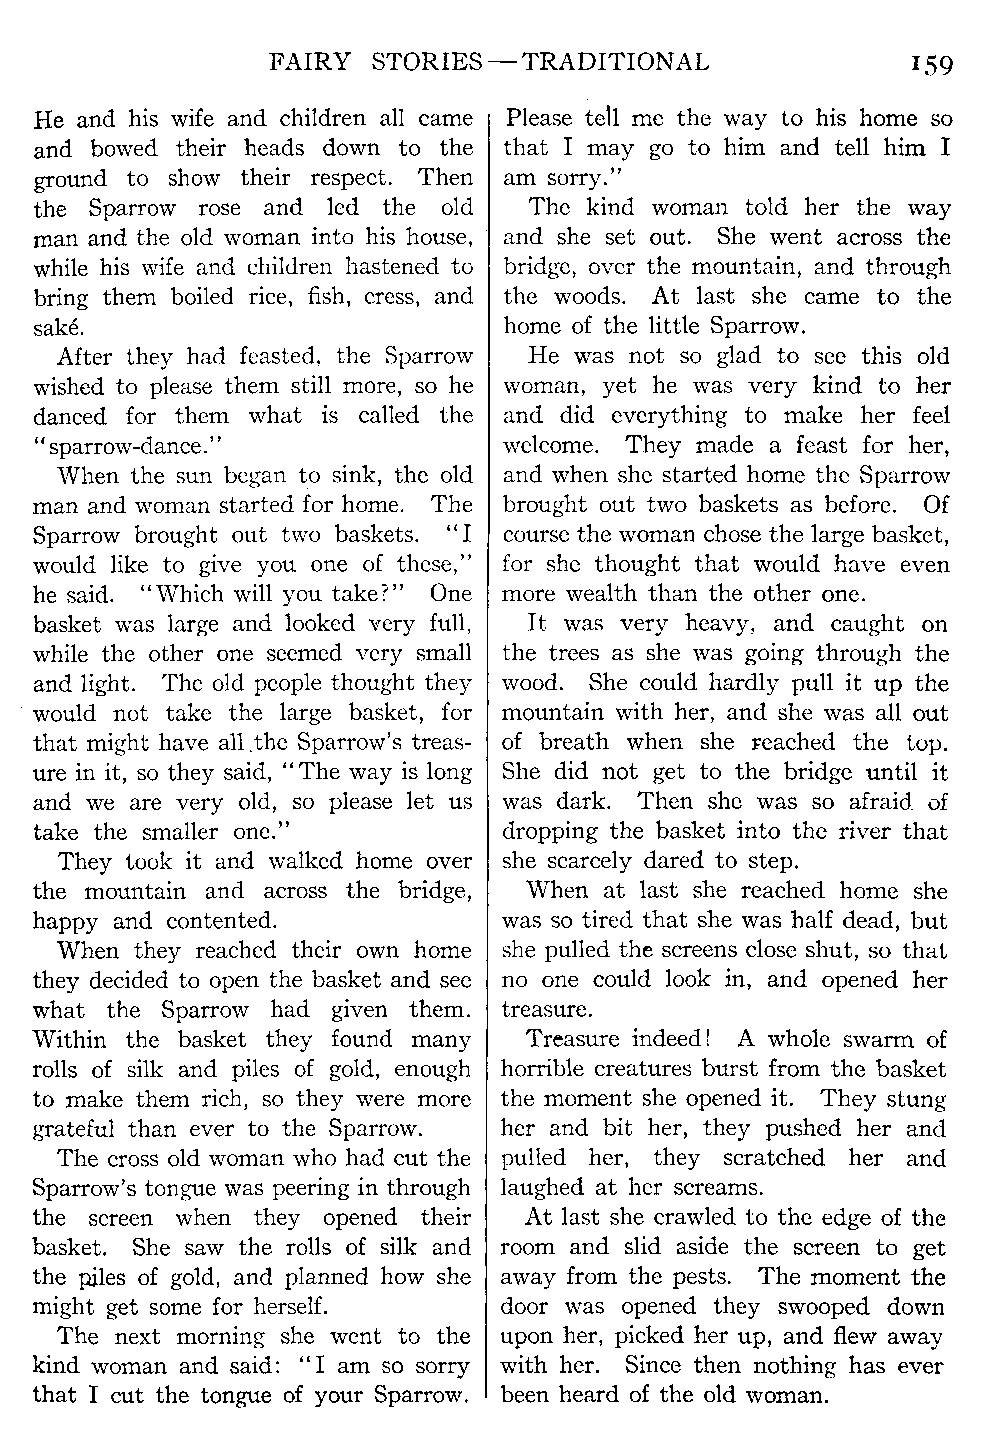 FAIRY STORIES—TRADITIONAL 159
He and his wife and children all came
and bowed their heads down to the
ground to show their respect. Then
the Sparrow rose and led the old
man and the old woman into his house,
while his wife and children hastened to
bring them boiled rice, fish, cress, and
saké.
After they had feasted, the Sparrow
wished to please them still more, so he
danced for them what is called the
"sparrow-dance."
When the sun began to sink, the old
man and woman started for home. The
Sparrow brought out two baskets. "I
would like to give you one of these,"
he said. "Which will you take?" One
basket was large and looked very full,
while the other one seemed very small
and light. The old people thought they
would not take the large basket, for
that might have all the Sparrow's treas-
ure in it, so they said, "The way is long
and we are very old, so please let us
take the smaller one."
They took it and walked home over
the mountain and across the bridge,
happy and contented.
When they reached their own home
they decided to open the basket and see
what the Sparrow had given them.
Within the basket they found many
rolls of silk and piles of gold, enough
to make them rich, so they were more
grateful than ever to the Sparrow.
The cross old woman who had cut the
Sparrow's tongue was peering in through
the screen when they opened their
basket. She saw the rolls of silk and
the piles of gold, and planned how she
might get some for herself.
The next morning she went to the
kind woman and said: "I am so sorry
that I cut the tongue of your Sparrow.
Please tell me the way to his home so
that I may go to him and tell him I
am sorry."
The kind woman told her the way
and she set out. She went across the
bridge, over the mountain, and through
the woods. At last she came to the
home of the little Sparrow.
He was not so glad to see this old
woman, yet he was very kind to her
and did everything to make her feel
welcome. They made a feast for her,
and when she started home the Sparrow
brought out two baskets as before. Of
course the woman chose the large basket,
for she thought that would have even
more wealth than the other one.
It was very heavy, and caught on
the trees as she was going through the
wood. She could hardly pull it up the
mountain with her, and she was all out
of breath when she reached the top.
She did not get to the bridge until it
was dark. Then she was so afraid of
dropping the basket into the river that
she scarcely dared to step.
When at last she reached home she
was so tired that she was half dead, but
she pulled the screens close shut, so that
no one could look in, and opened her
treasure.
Treasure indeed! A whole swarm of
horrible creatures burst from the basket
the moment she opened it. They stung
her and bit her, they pushed her and
pulled her, they scratched her and
laughed at her screams.
At last she crawled to the edge of the
room and slid aside the screen to get
away from the pests. The moment the
door was opened they swooped down
upon her, picked her up, and flew away
with her. Since then nothing has ever
been heard of the old woman.